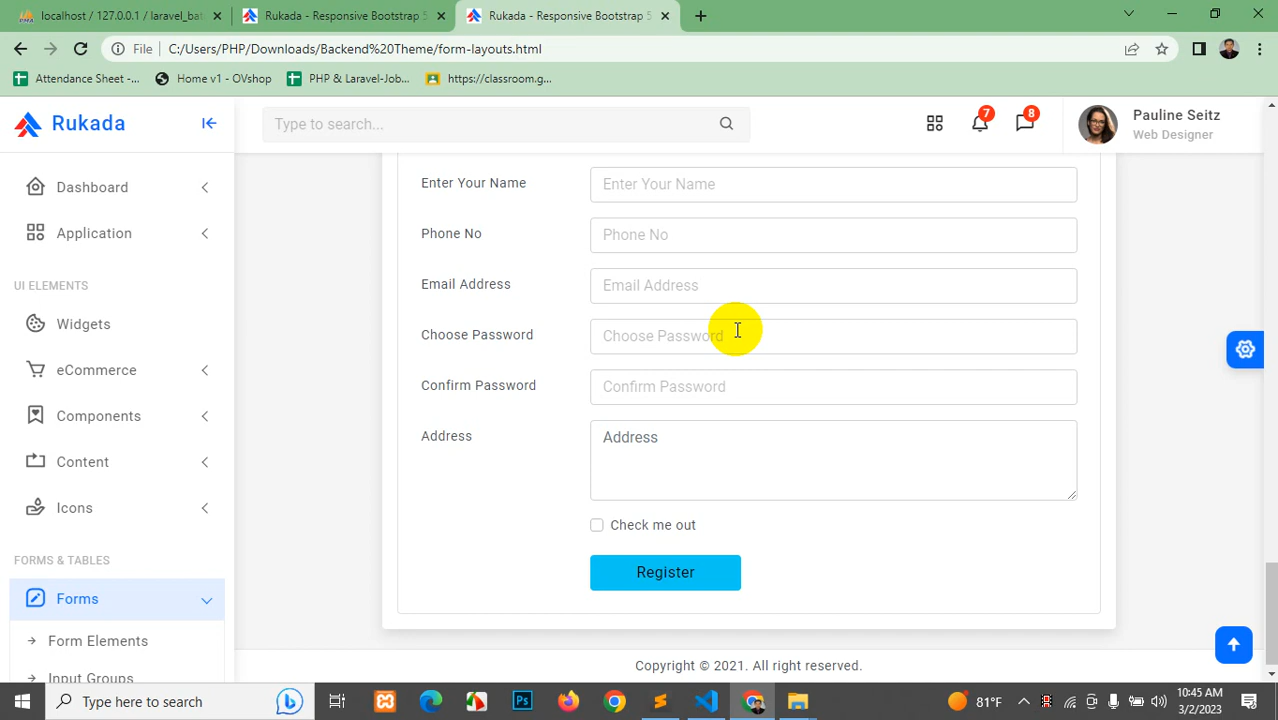 localhost / 127.0.0.1 / laravel_bat
Rukada - Responsive Bootstrap 5
Rukada - Responsive Bootstrap 5
File
C:/Users/PHP/Downloads/Backend%20Theme/form-layouts.html
Attendance Sheet -...
Home v1 - OVshop
PHP & Laravel-Job...
https://classroom.g...
Rukada
Type to search...
7
8
Pauline Seitz
Web Designer
Dashboard
Application
UI ELEMENTS
Widgets
eCommerce
Components
Content
Icons
FORMS & TABLES
Forms
Form Elements
Input Groups
Enter Your Name
Enter Your Name
Phone No
Phone No
Email Address
Email Address
Choose Password
Choose Password
Confirm Password
Confirm Password
Address
Address
Check me out
Register
Copyright © 2021. All right reserved.
Type here to search
Ps
81°F
10:45 AM
3/2/2023